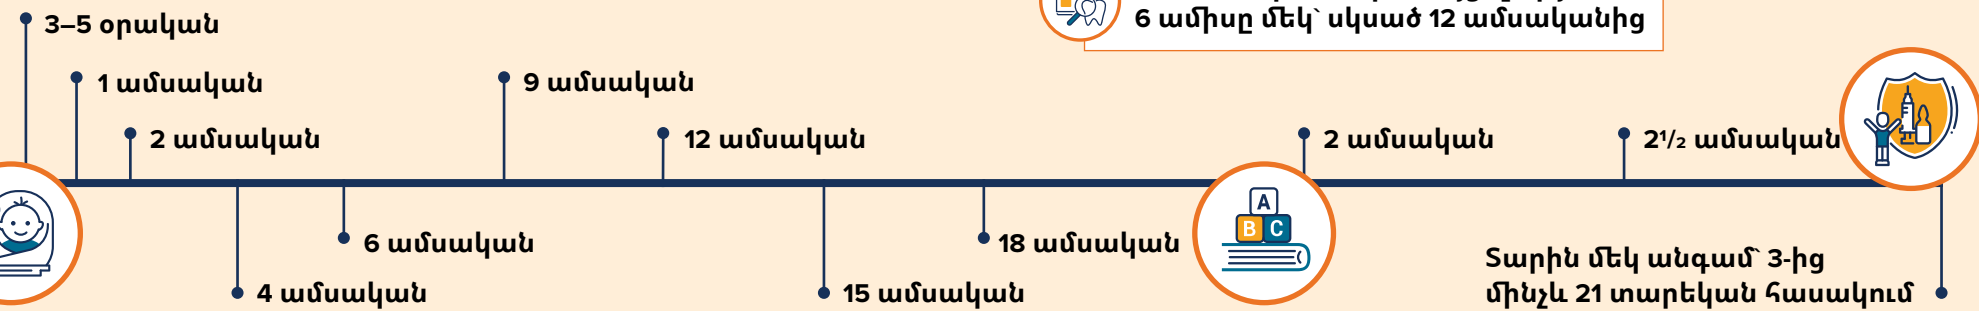 3–5 օրական
6 ամիսը մեկ՝ սկսած 12 ամսականից
1 ամսական
9 ամսական
2 ամսական
12 ամսական
2 ամսական
2½ ամսական
A
B C
6 ամսական
18 ամսական
4 ամսական
15 ամսական
Տարին մեկ անգամ՝ 3-ից
մինչև 21 տարեկան հասակում